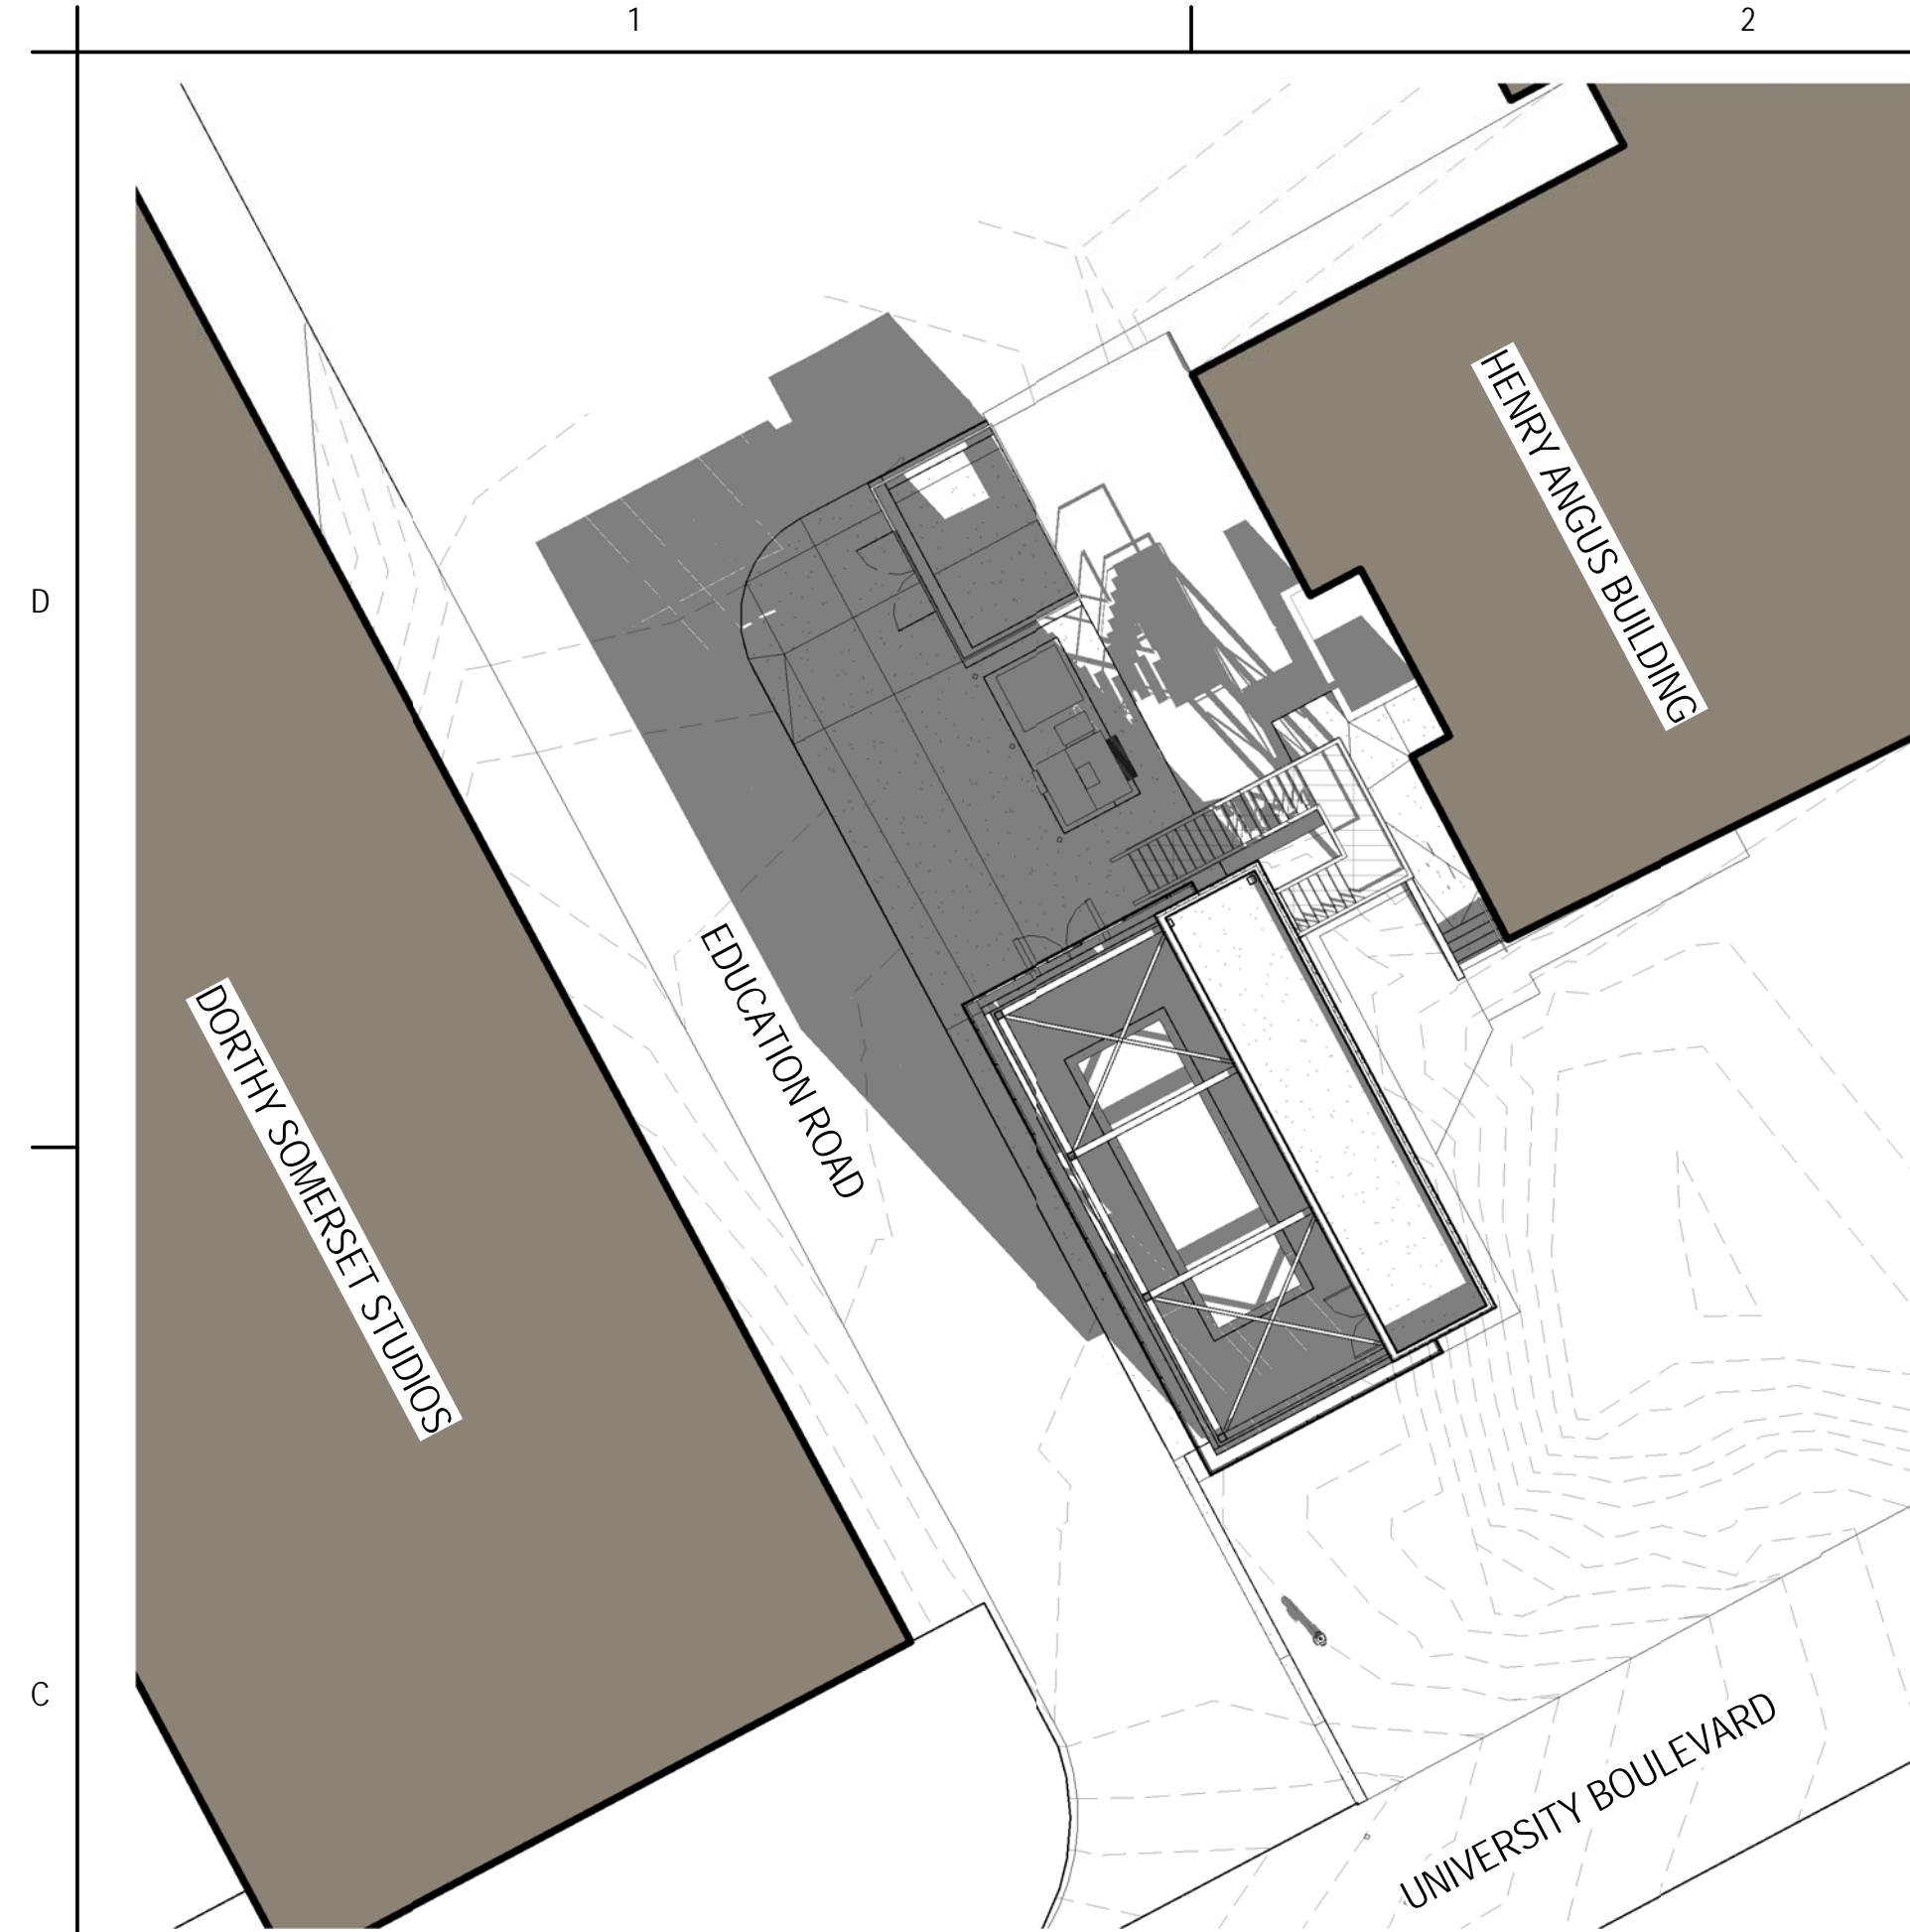 1
2
HENRY ANGUS BUILDING
D
EDUCATION ROAD
DORTHY SOMERSET STUDIOS
C
UNIVERSITY BOULEVARD